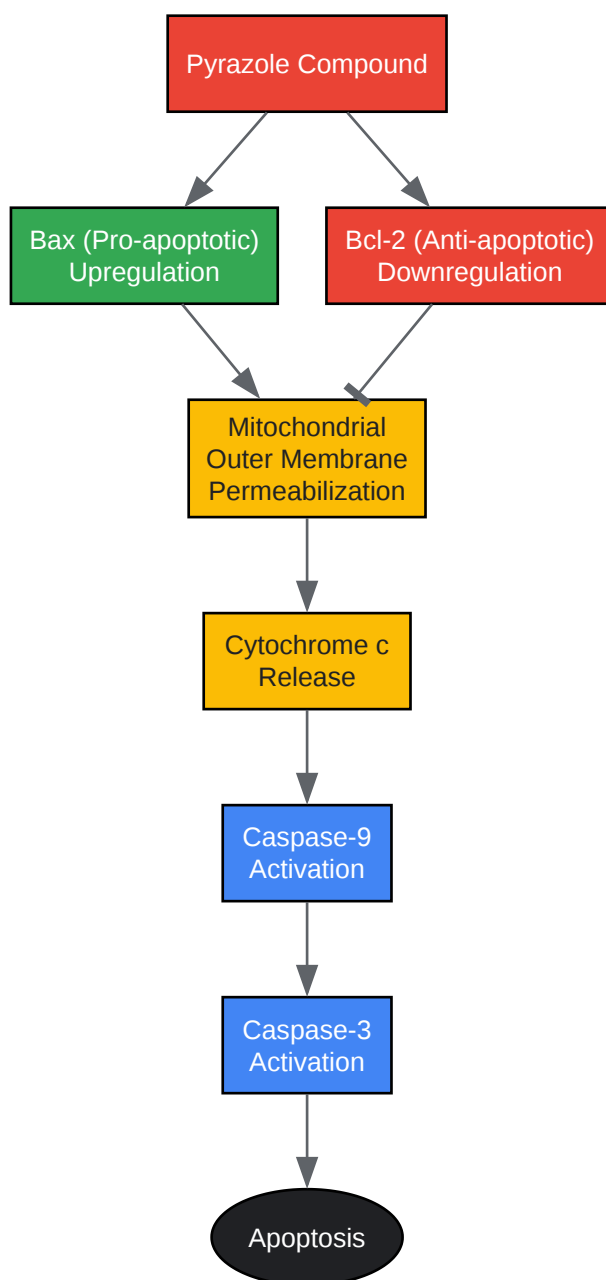 Pyrazole Compound
Bax (Pro-apoptotic)
Upregulation
Bcl-2 (Anti-apoptotic)
Downregulation
Mitochondrial
Outer Membrane
Permeabilization
Cytochrome c
Release
Caspase-9
Activation
Caspase-3
Activation
Apoptosis